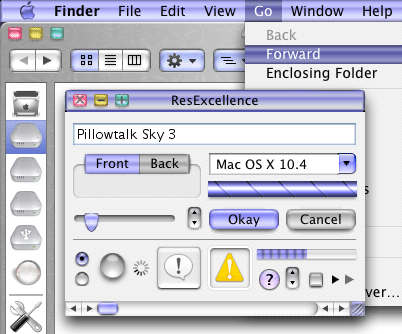 Finder File Edit View Go Window Help
Back
Forward
Enclosing Folder
ResExcellence
Pillowtalk Sky 3
Front Back Mac OS X 10.4
Okay Cancel
?
ver...